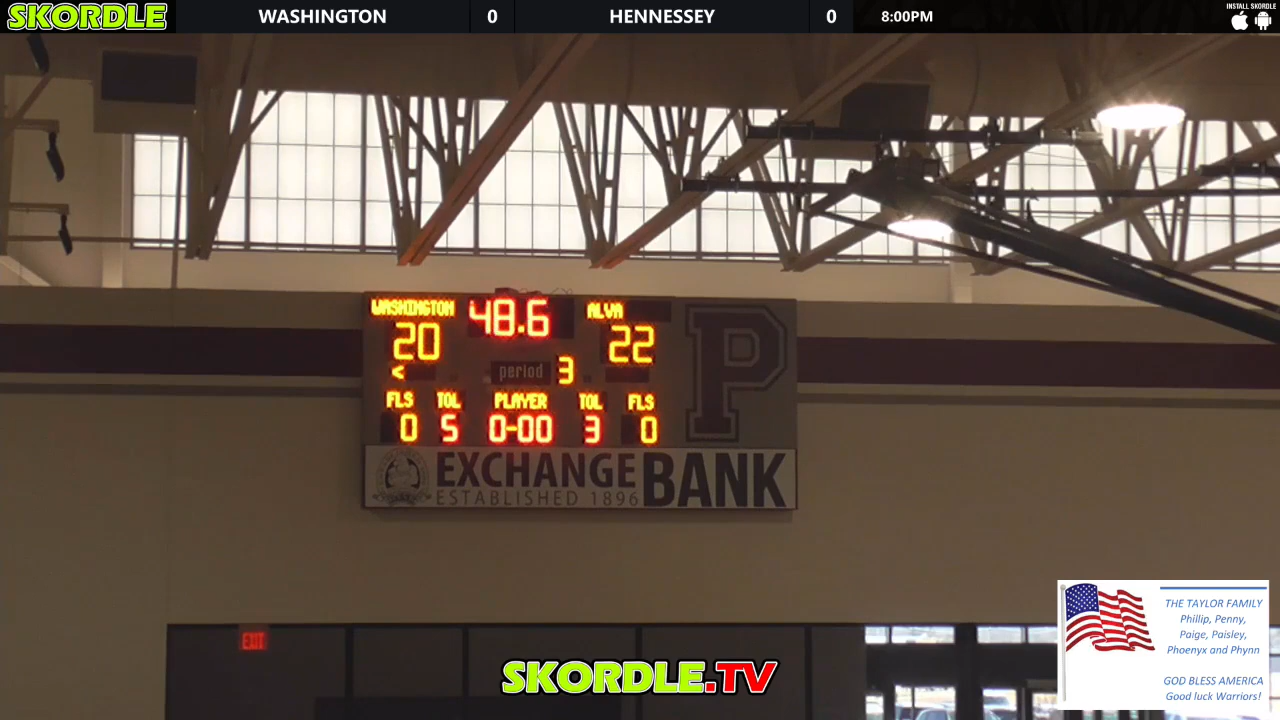 SKORDLE WASHINGTON 0 HENNESSEY 0 8:00PM INSTALL SKORDLE
WASHINGTON 48.6 ALVA
20 22
< period 3
P
FLS TOL PLAYER TOL FLS
0 5 0-00 3 0
EXCHANGE BANK
ESTABLISHED 1896
EXIT
THE TAYLOR FAMILY
Phillip, Penny,
Paige, Paisley,
Phoenyx and Phynn
GOD BLESS AMERICA
Good luck Warriors!
SKORDLE.TV